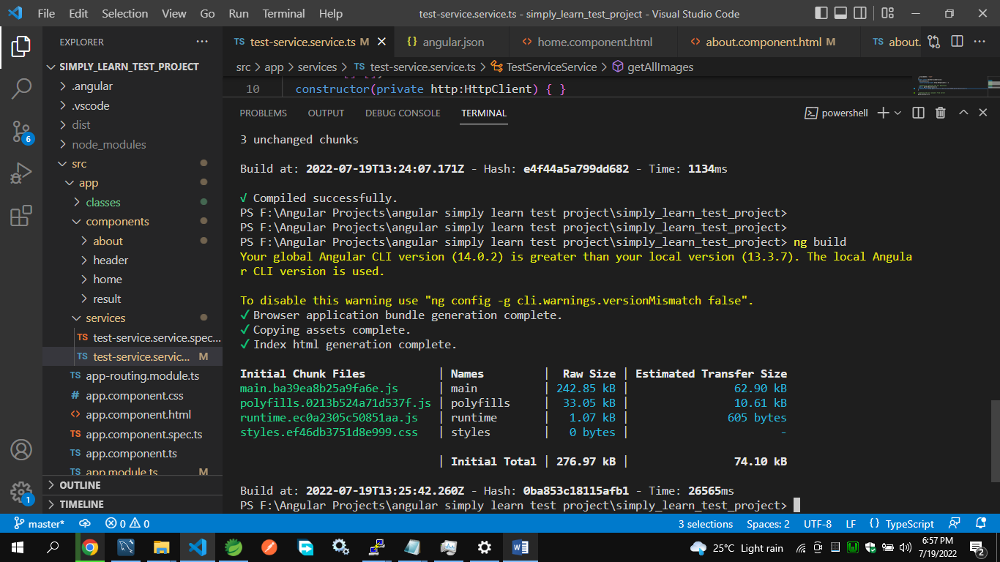 File Edit Selection View Go Run Terminal Help
test-service.service.ts - simply_learn_test_project - Visual Studio Code
EXPLORER
SIMPLY_LEARN_TEST_PROJECT
.angular
.vscode
dist
node_modules
src
app
classes
components
about
header
home
result
services
test-service.service.spec...
test-service.servic... M
app-routing.module.ts
app.component.css
app.component.html
app.component.spec.ts
app.component.ts
app.module.ts M
OUTLINE
TIMELINE
test-service.service.ts M
angular.json
home.component.html
about.component.html M
about.
src > app > services > TS test-service.service.ts > TestServiceService > getAllImages
10 constructor(private http:HttpClient) { }
PROBLEMS OUTPUT DEBUG CONSOLE TERMINAL
powershell
3 unchanged chunks
Build at: 2022-07-19T13:24:07.171Z - Hash: e4f44a5a799dd682 - Time: 1134ms
√ Compiled successfully.
PS F:\Angular Projects\angular simply learn test project\simply_learn_test_project>
PS F:\Angular Projects\angular simply learn test project\simply_learn_test_project>
PS F:\Angular Projects\angular simply learn test project\simply_learn_test_project> ng build
Your global Angular CLI version (14.0.2) is greater than your local version (13.3.7). The local Angula
r CLI version is used.
To disable this warning use "ng config -g cli.warnings.versionMismatch false".
✔ Browser application bundle generation complete.
✔ Copying assets complete.
✔ Index html generation complete.
Initial Chunk Files | Names | Raw Size | Estimated Transfer Size
main.ba39ea8b25a9fa6e.js | main | 242.85 kB | 62.90 kB
polyfills.0213b524a71d537f.js | polyfills | 33.05 kB | 10.61 kB
runtime.ec0a2305c50851aa.js | runtime | 1.07 kB | 605 bytes
styles.ef46db3751d8e999.css | styles | 0 bytes | -
| Initial Total | 276.97 kB | 74.10 kB
Build at: 2022-07-19T13:25:42.260Z - Hash: 0ba853c18115afb1 - Time: 26565ms
PS F:\Angular Projects\angular simply learn test project\simply_learn_test_project>
6
1
master* 0 0
3 selections Spaces: 2 UTF-8 LF {} TypeScript
25°C Light rain
6:57 PM
7/19/2022
2